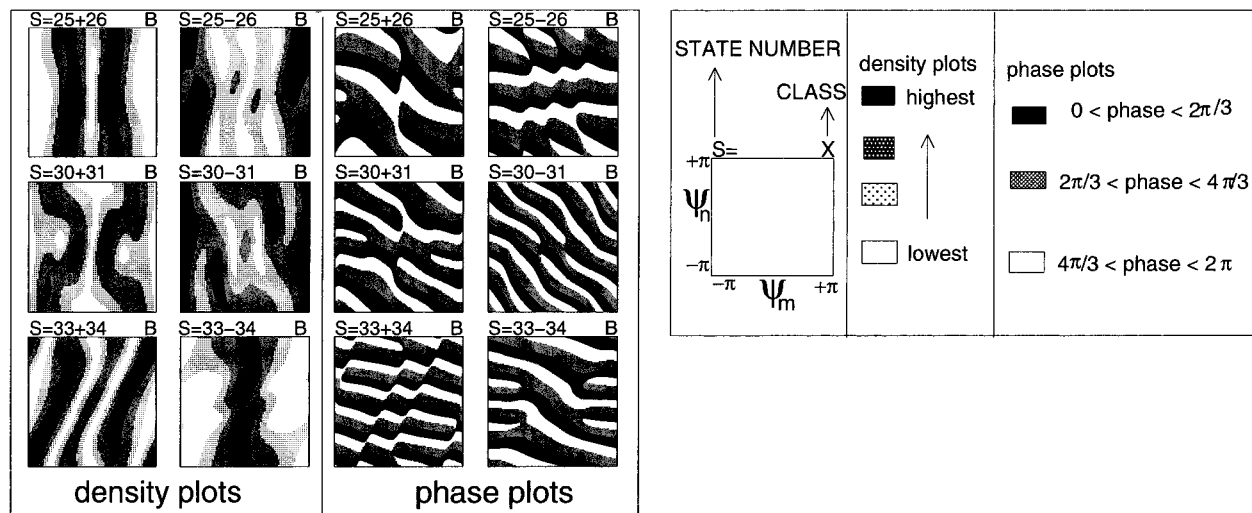 S=25+26 B S=25−26 B S=25+26 B S=25−26 B
S=30+31 B S=30−31 B S=30+31 B S=30−31 B
S=33+34 B S=33−34 B S=33+34 B S=33−34 B
density plots phase plots
STATE NUMBER
CLASS
S= X
+π
Ψn
−π
−π Ψm +π
density plots
highest
lowest
phase plots
0 < phase < 2π/3
2π/3 < phase < 4π/3
4π/3 < phase < 2π